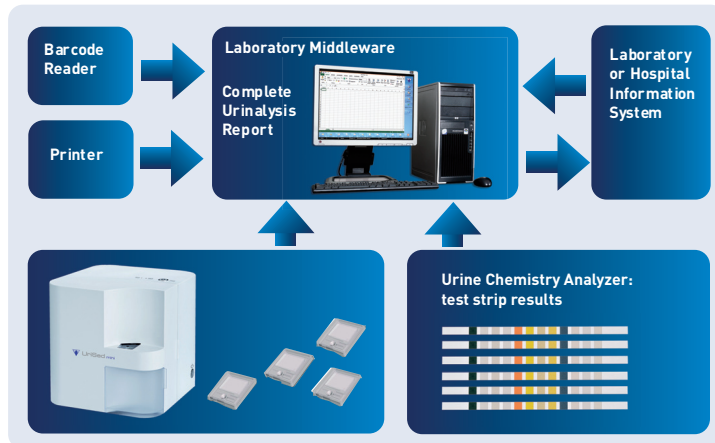 Barcode
Reader
Laboratory Middleware
Complete
Urinalysis
Report
Laboratory
or Hospital
Information
System
Printer
Urine Chemistry Analyzer:
test strip results